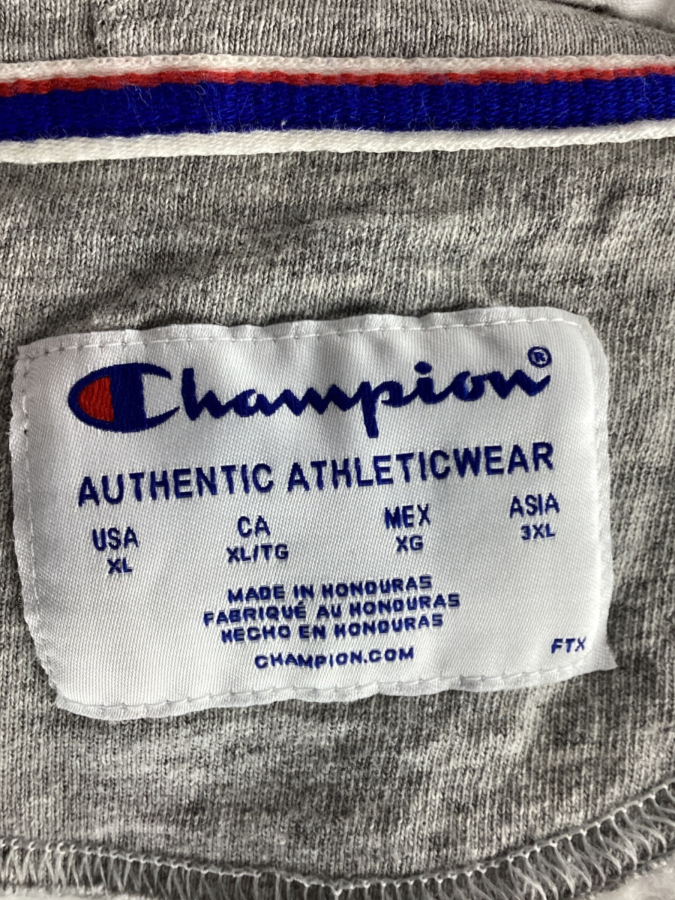 Champion®
AUTHENTIC ATHLETICWEAR
USA CA MEX ASIA
XL XL/TG XG 3XL
MADE IN HONDURAS
FABRIQUÉ AU HONDURAS
HECHO EN HONDURAS
CHAMPION.COM
FTX